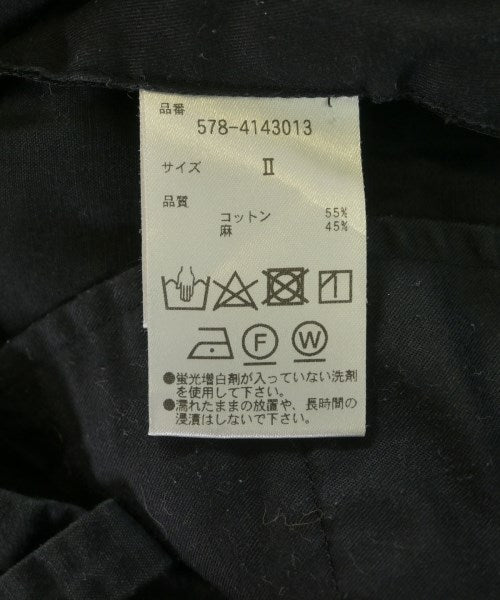 品番
578-4143013
サイズ Ⅱ
品質
コットン 55%
麻 45%
F W
●蛍光増白剤が入っていない洗剤
を使用して下さい。
●濡れたままの放置や、長時間の
浸漬はしないで下さい。